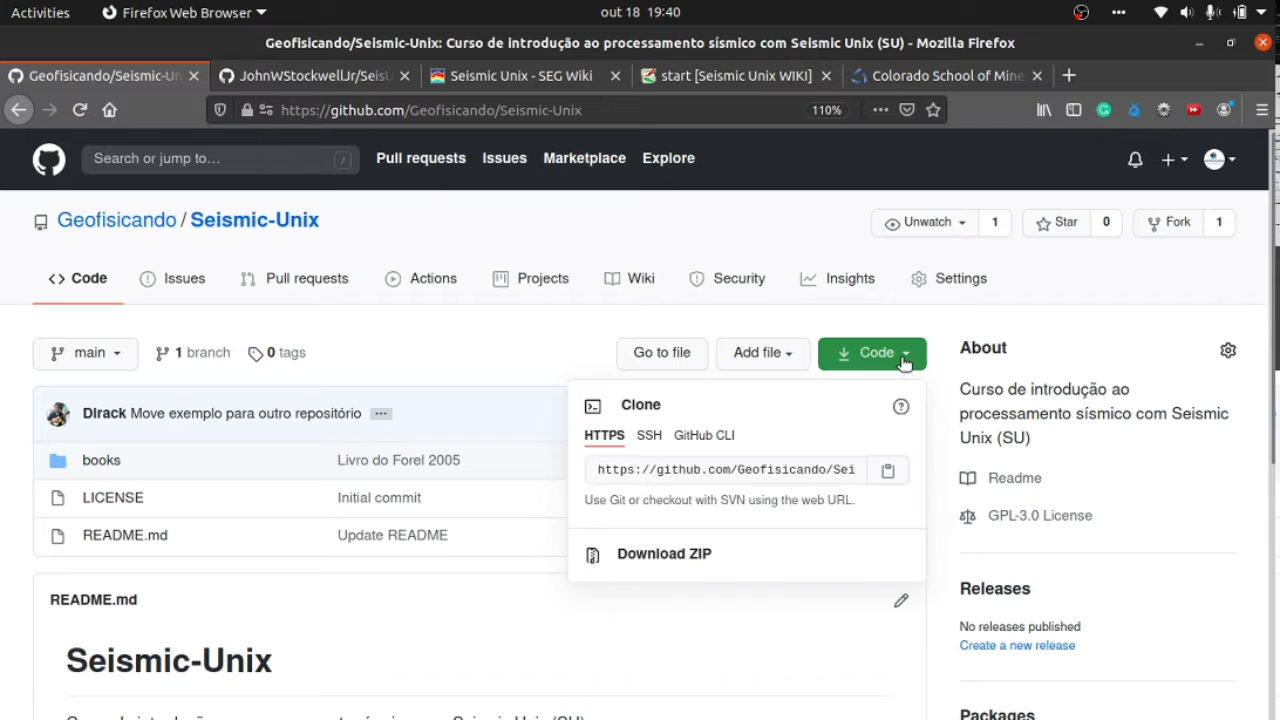 Activities Firefox Web Browser out 18 19:40
Geofisicando/Seismic-Unix: Curso de introdução ao processamento sísmico com Seismic Unix (SU) - Mozilla Firefox
Geofisicando/Seismic-Un JohnWStockwellJr/SeisU Seismic Unix - SEG Wiki start [Seismic Unix WIKI] Colorado School of Mine
https://github.com/Geofisicando/Seismic-Unix 110%
Search or jump to... / Pull requests Issues Marketplace Explore
Geofisicando / Seismic-Unix Unwatch 1 Star 0 Fork 1
Code Issues Pull requests Actions Projects Wiki Security Insights Settings
main 1 branch 0 tags Go to file Add file Code About
Curso de introdução ao
processamento sísmico com Seismic
Unix (SU)
Clone
Dirack Move exemplo para outro repositório ...
HTTPS SSH GitHub CLI
books Livro do Forel 2005
https://github.com/Geofisicando/Sei
Readme
LICENSE Initial commit
Use Git or checkout with SVN using the web URL.
GPL-3.0 License
README.md Update README
Download ZIP
Releases
README.md
No releases published
Create a new release
Seismic-Unix
Packages